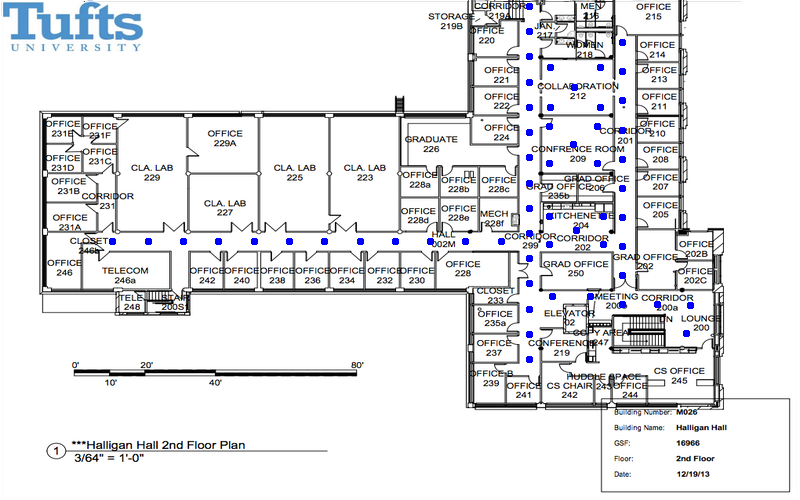 Tufts
UNIVERSITY
CORRIDOR
219A
STORAGE
219B
OFFICE
220
JAN.
217
MEN
216
OFFICE
215
WOMEN
218
OFFICE
214
OFFICE
221
OFFICE
213
COLLABORATION
212
OFFICE
222
OFFICE
211
OFFICE
224
CORRIDOR
201
OFFICE
210
OFFICE
231E
OFFICE
231F
OFFICE
229A
GRADUATE
226
CONFRENCE ROOM
209
OFFICE
208
OFFICE
231D
OFFICE
231C
CLA. LAB
229
CLA. LAB
225
CLA. LAB
223
OFFICE
231B
CORRIDOR
231
OFFICE
228a
OFFICE
228b
OFFICE
228c
GRAD OFFICE
235b
GRAD OFFICE
206
OFFICE
207
OFFICE
231A
CLA. LAB
227
OFFICE
228d
OFFICE
228e
MECH
228f
KITCHENETTE
204
OFFICE
205
CLOSET
246b
HALL
002M
CORRIDOR
299
CORRIDOR
202
OFFICE
202B
OFFICE
246
TELECOM
246a
OFFICE
242
OFFICE
240
OFFICE
238
OFFICE
236
OFFICE
234
OFFICE
232
OFFICE
230
OFFICE
228
GRAD OFFICE
250
GRAD OFFICE
202
OFFICE
202C
TELE.
248
STAIR
200S1
CLOSET
233
MEETING
CORRIDOR
200a
OFFICE
235a
ELEVATOR
02
LOUNGE
200
COPY AREA
247
OFFICE
237
CONFERENCE
219
OFFICE B
239
OFFICE
241
CS CHAIR
242
HUDDLE SPACE
243
OFFICE
244
CS OFFICE
245
0' 20' 80'
10' 40'
1 ***Halligan Hall 2nd Floor Plan
3/64" = 1'-0"
Building Number: M026
Building Name: Halligan Hall
GSF: 16966
Floor: 2nd Floor
Date: 12/19/13